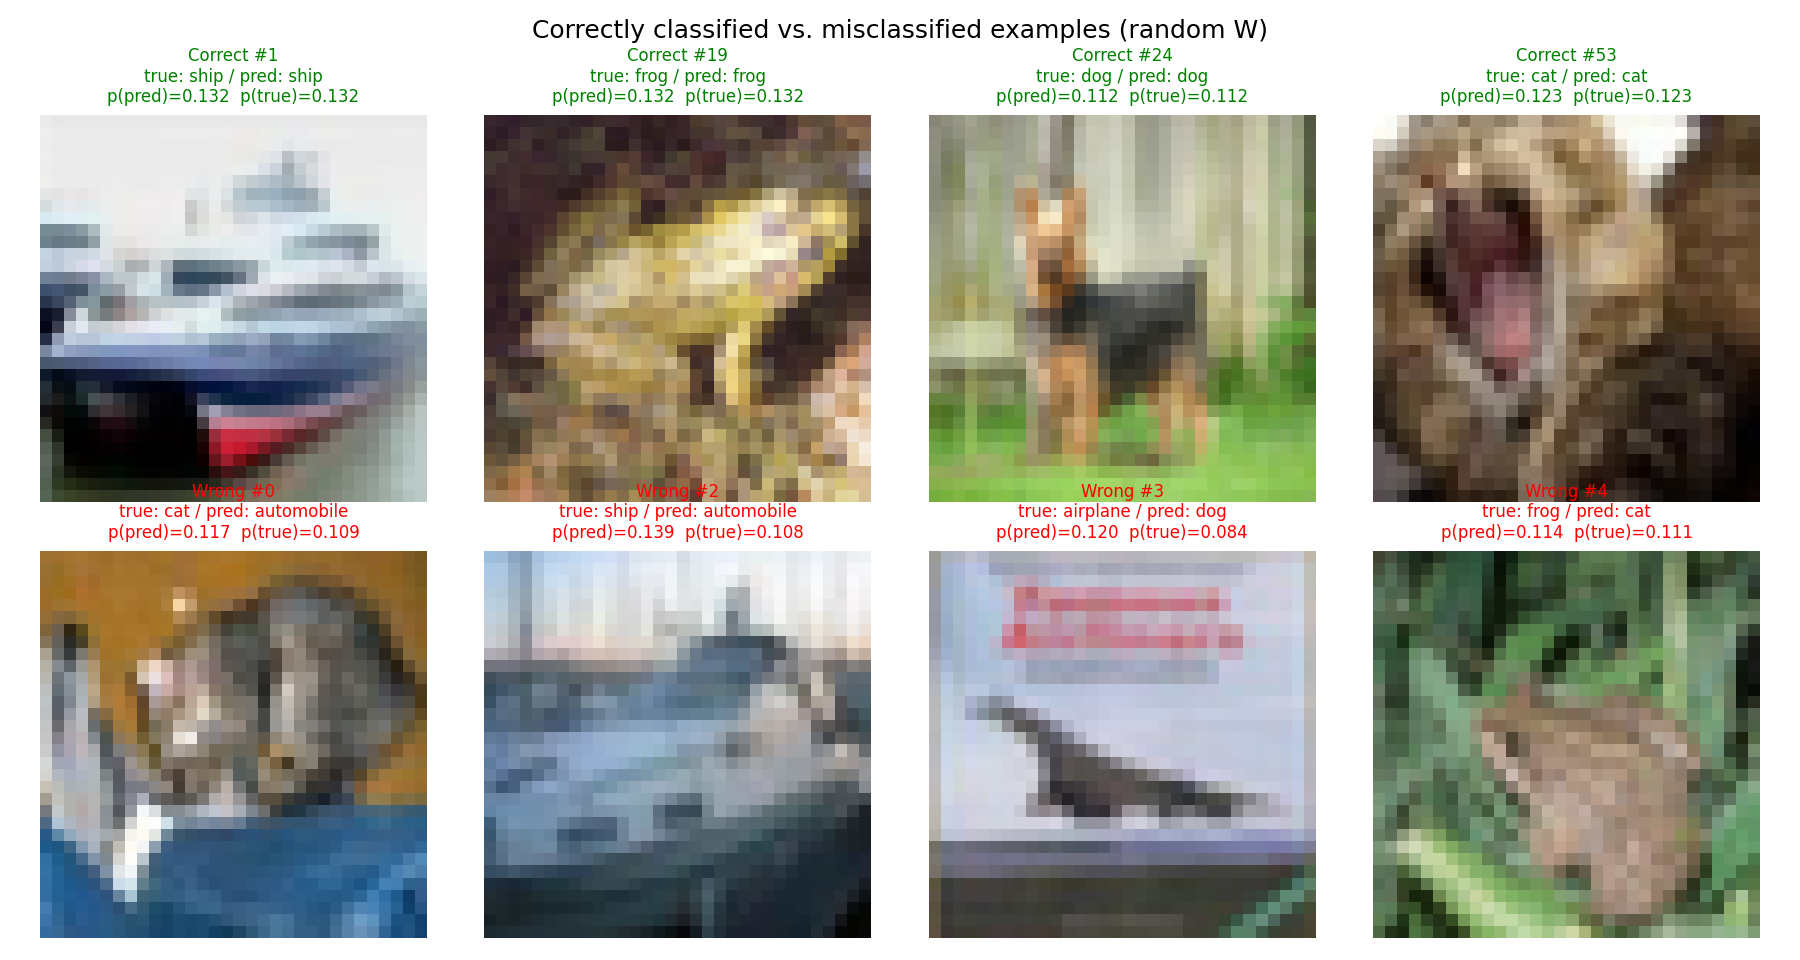 Correctly classified vs. misclassified examples (random W)
Correct #1
true: ship / pred: ship
p(pred)=0.132  p(true)=0.132
Correct #19
true: frog / pred: frog
p(pred)=0.132  p(true)=0.132
Correct #24
true: dog / pred: dog
p(pred)=0.112  p(true)=0.112
Correct #53
true: cat / pred: cat
p(pred)=0.123  p(true)=0.123
Wrong #0
true: cat / pred: automobile
p(pred)=0.117  p(true)=0.109
Wrong #2
true: ship / pred: automobile
p(pred)=0.139  p(true)=0.108
Wrong #3
true: airplane / pred: dog
p(pred)=0.120  p(true)=0.084
Wrong #4
true: frog / pred: cat
p(pred)=0.114  p(true)=0.111